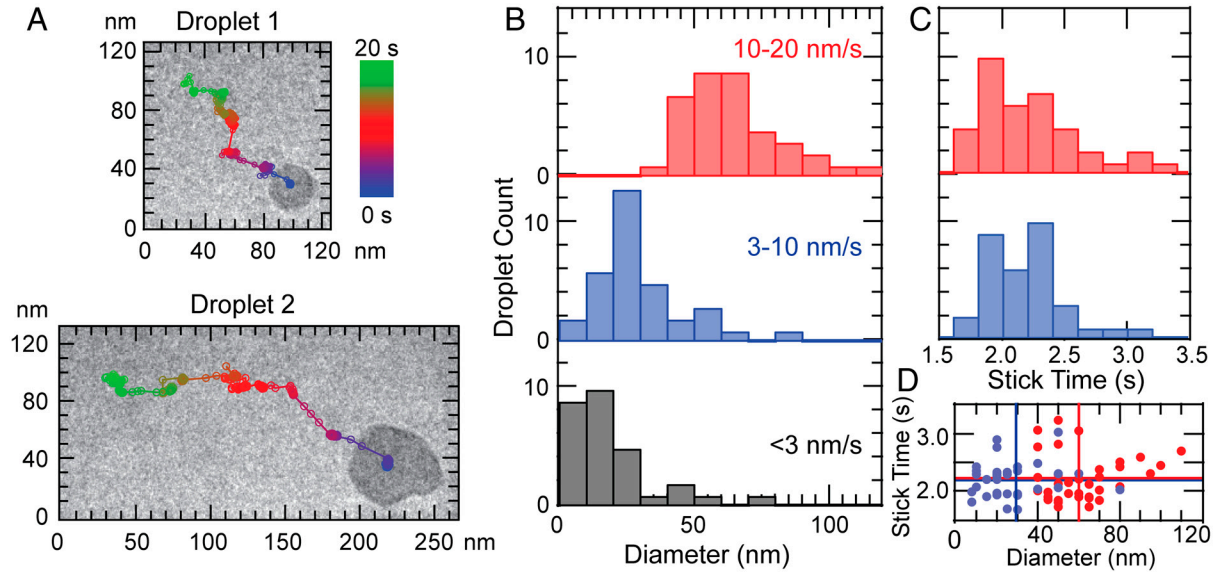 A
Droplet 1
nm
120
80
40
0
0 40 80 120
nm
20 s
0 s
Droplet 2
nm
120
80
40
0
0 50 100 150 200 250 nm
B
Droplet Count
10
0
10-20 nm/s
10
0
3-10 nm/s
10
0
<3 nm/s
0 50 100
Diameter (nm)
C
1.5 2.0 2.5 3.0 3.5
Stick Time (s)
D
Stick Time (s)
3.0
2.0
0 40 80 120
Diameter (nm)